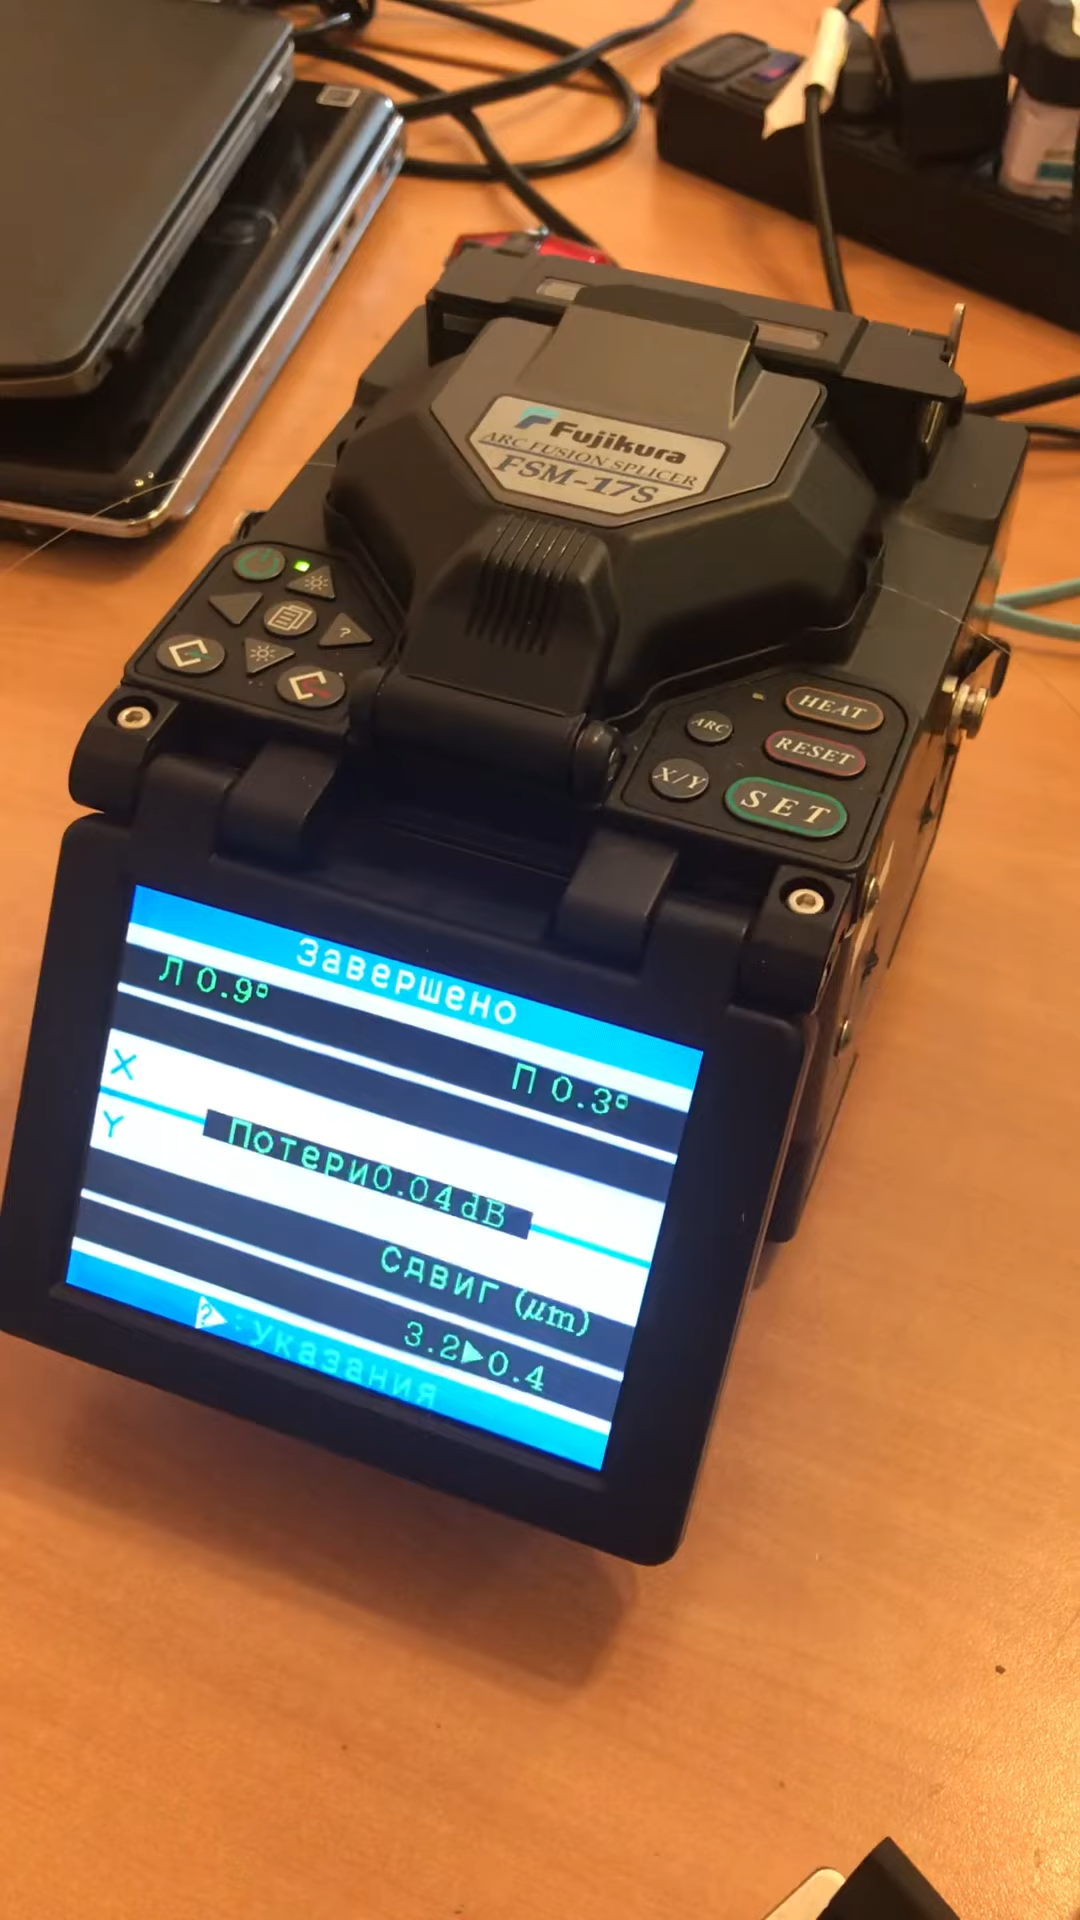 Fujikura
ARC FUSION SPLICER
FSM-17S
?
HEAT
ARC
RESET
X/Y
SET
Завершено
Л 0.9°
П 0.3°
X
Y
Потери0.04dB
Сдвиг (µm)
3.2▶0.4
?:Указания